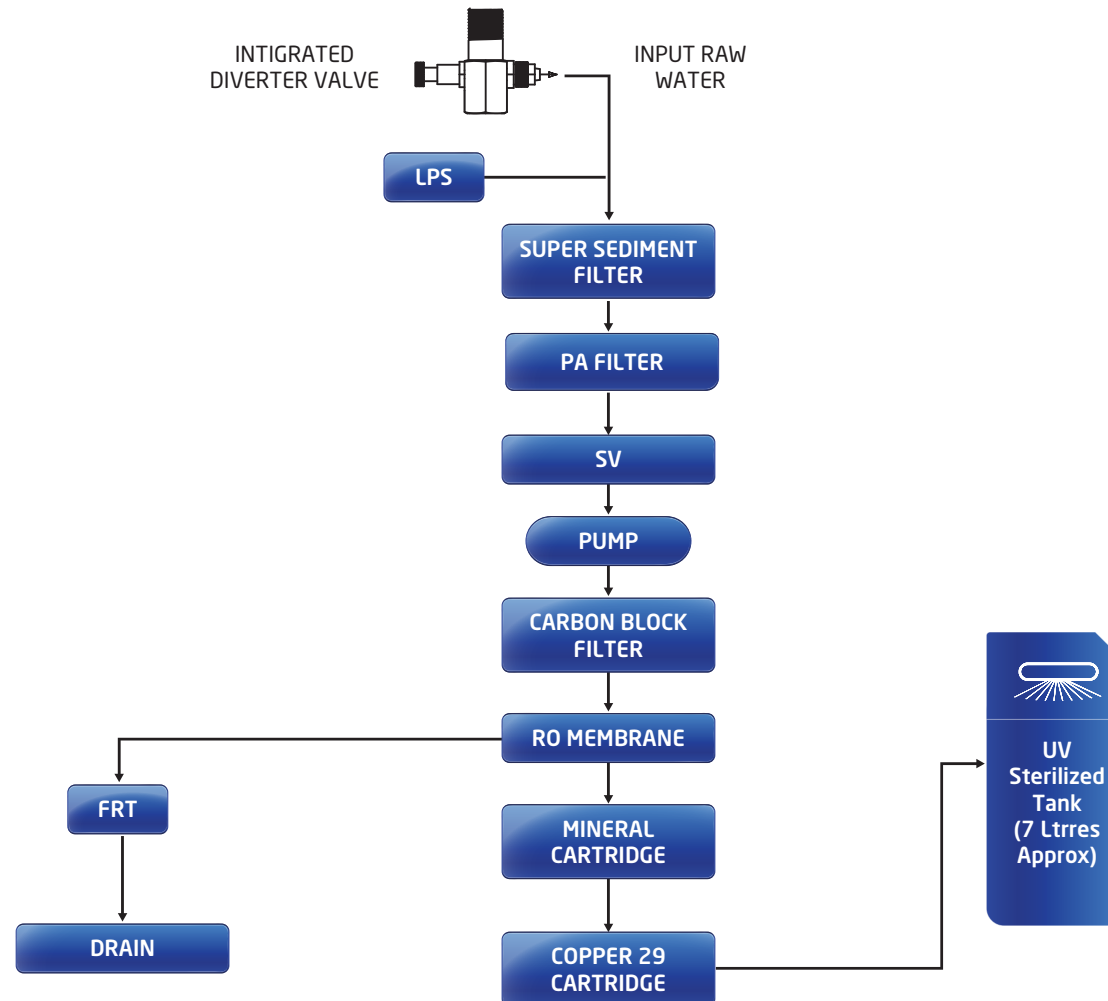 INTIGRATED
DIVERTER VALVE
INPUT RAW
WATER
LPS
SUPER SEDIMENT
FILTER
PA FILTER
SV
PUMP
CARBON BLOCK
FILTER
RO MEMBRANE
FRT
MINERAL
CARTRIDGE
DRAIN
COPPER 29
CARTRIDGE
UV
Sterilized
Tank
(7 Ltrres
Approx)